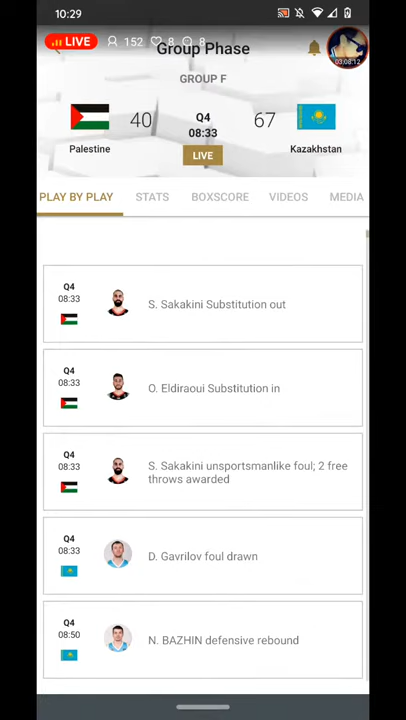 10:29
LIVE 152 8 8
Group Phase
03:08:12
GROUP F
40 Q4 67
08:33
Palestine LIVE Kazakhstan
PLAY BY PLAY STATS BOXSCORE VIDEOS MEDIA
Q4
08:33
S. Sakakini Substitution out
Q4
08:33
O. Eldiraoui Substitution in
Q4
08:33
S. Sakakini unsportsmanlike foul; 2 free
throws awarded
Q4
08:33
D. Gavrilov foul drawn
Q4
08:50
N. BAZHIN defensive rebound